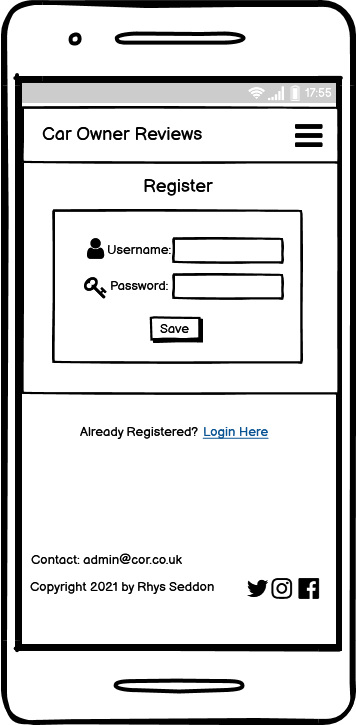 17:55
Car Owner Reviews
Register
Username:
Password:
Save
Already Registered? Login Here
Contact: admin@cor.co.uk
Copyright 2021 by Rhys Seddon